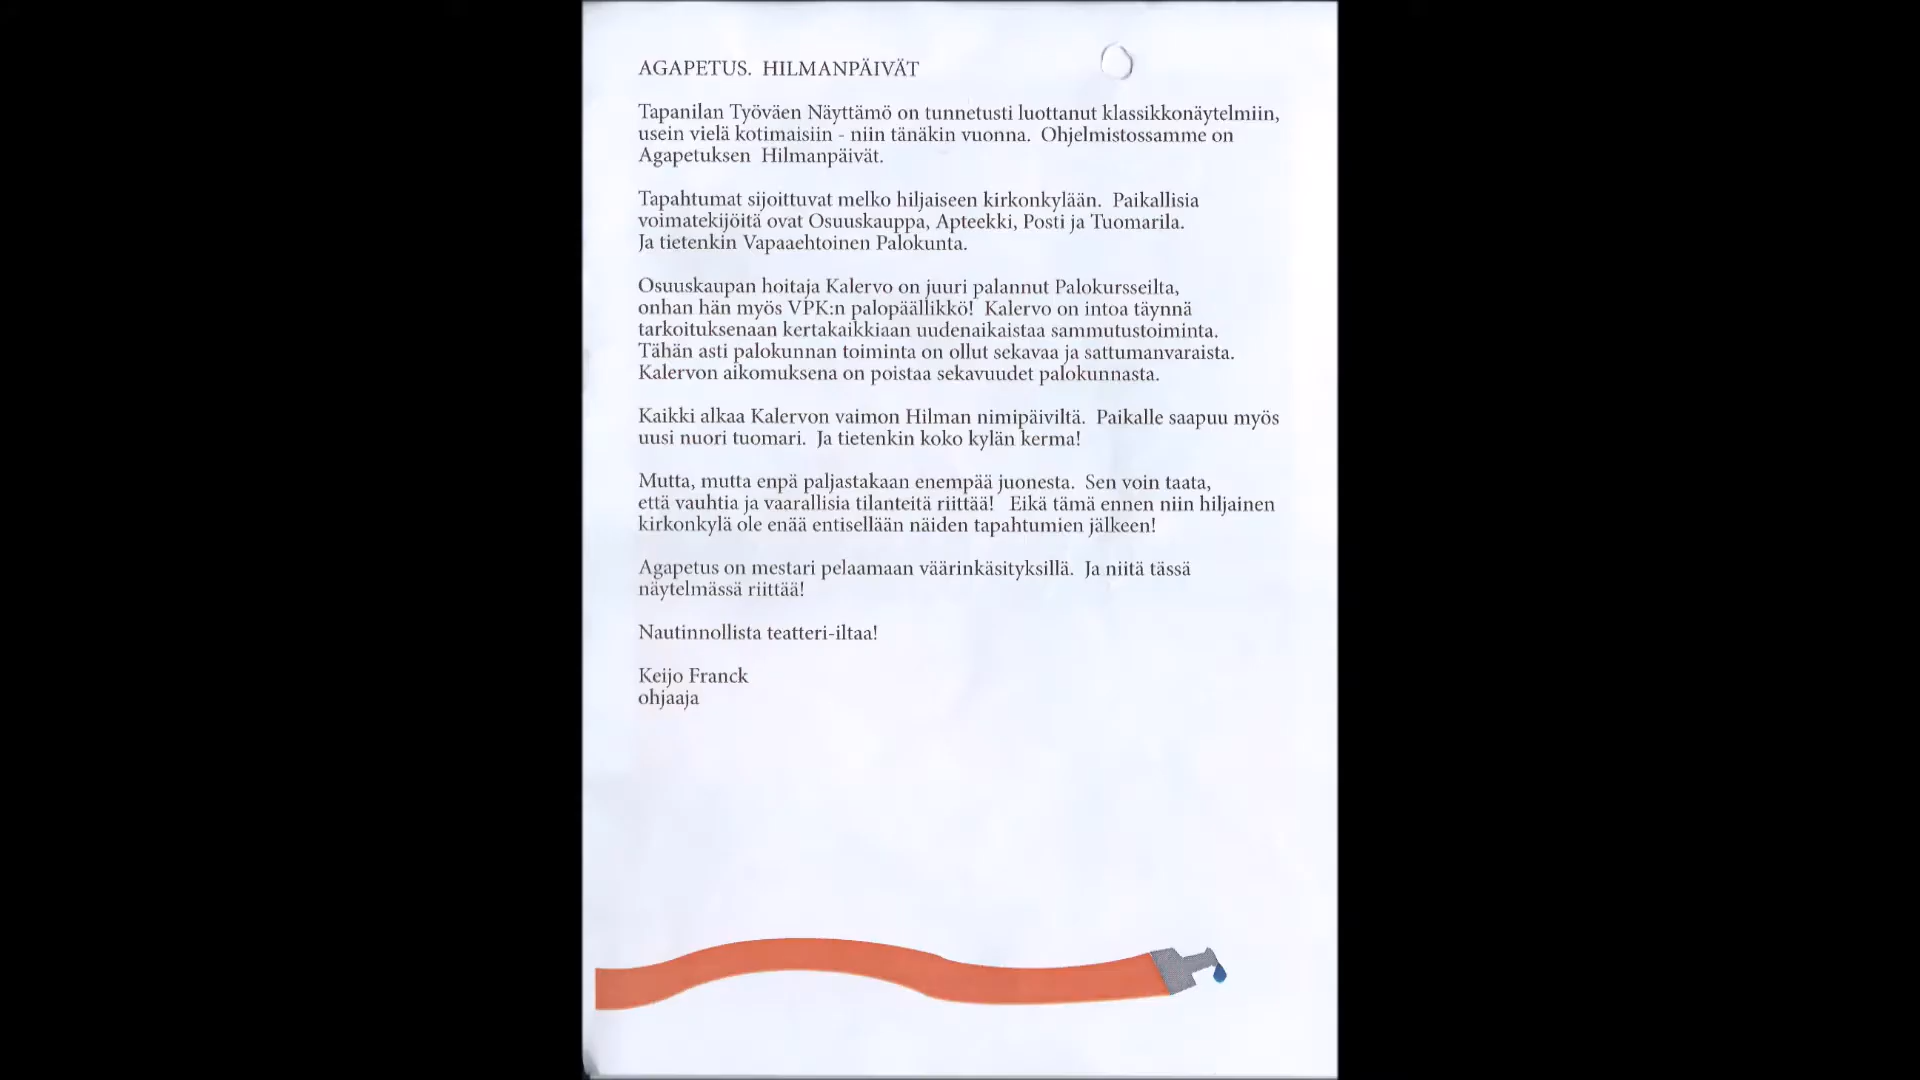 AGAPETUS.  HILMANPÄIVÄT
Tapanilan Työväen Näyttämö on tunnetusti luottanut klassikkonäytelmiin,
usein vielä kotimaisiin - niin tänäkin vuonna.  Ohjelmistossamme on
Agapetuksen  Hilmanpäivät.
Tapahtumat sijoittuvat melko hiljaiseen kirkonkylään.  Paikallisia
voimatekijöitä ovat Osuuskauppa, Apteekki, Posti ja Tuomarila.
Ja tietenkin Vapaaehtoinen Palokunta.
Osuuskaupan hoitaja Kalervo on juuri palannut Palokursseilta,
onhan hän myös VPK:n palopäällikkö!  Kalervo on intoa täynnä
tarkoituksenaan kertakaikkiaan uudenaikaistaa sammutustoiminta.
Tähän asti palokunnan toiminta on ollut sekavaa ja sattumanvaraista.
Kalervon aikomuksena on poistaa sekavuudet palokunnasta.
Kaikki alkaa Kalervon vaimon Hilman nimipäiviltä.  Paikalle saapuu myös
uusi nuori tuomari.  Ja tietenkin koko kylän kerma!
Mutta, mutta enpä paljastakaan enempää juonesta.  Sen voin taata,
että vauhtia ja vaarallisia tilanteitä riittää!   Eikä tämä ennen niin hiljainen
kirkonkylä ole enää entisellään näiden tapahtumien jälkeen!
Agapetus on mestari pelaamaan väärinkäsityksillä.  Ja niitä tässä
näytelmässä riittää!
Nautinnollista teatteri-iltaa!
Keijo Franck
ohjaaja